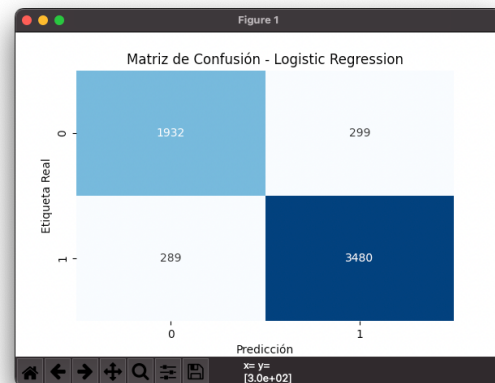 Figure 1
Matriz de Confusión - Logistic Regression
Etiqueta Real
0
1932
299
1
289
3480
0
1
Predicción
x= y=
[3.0e+02]